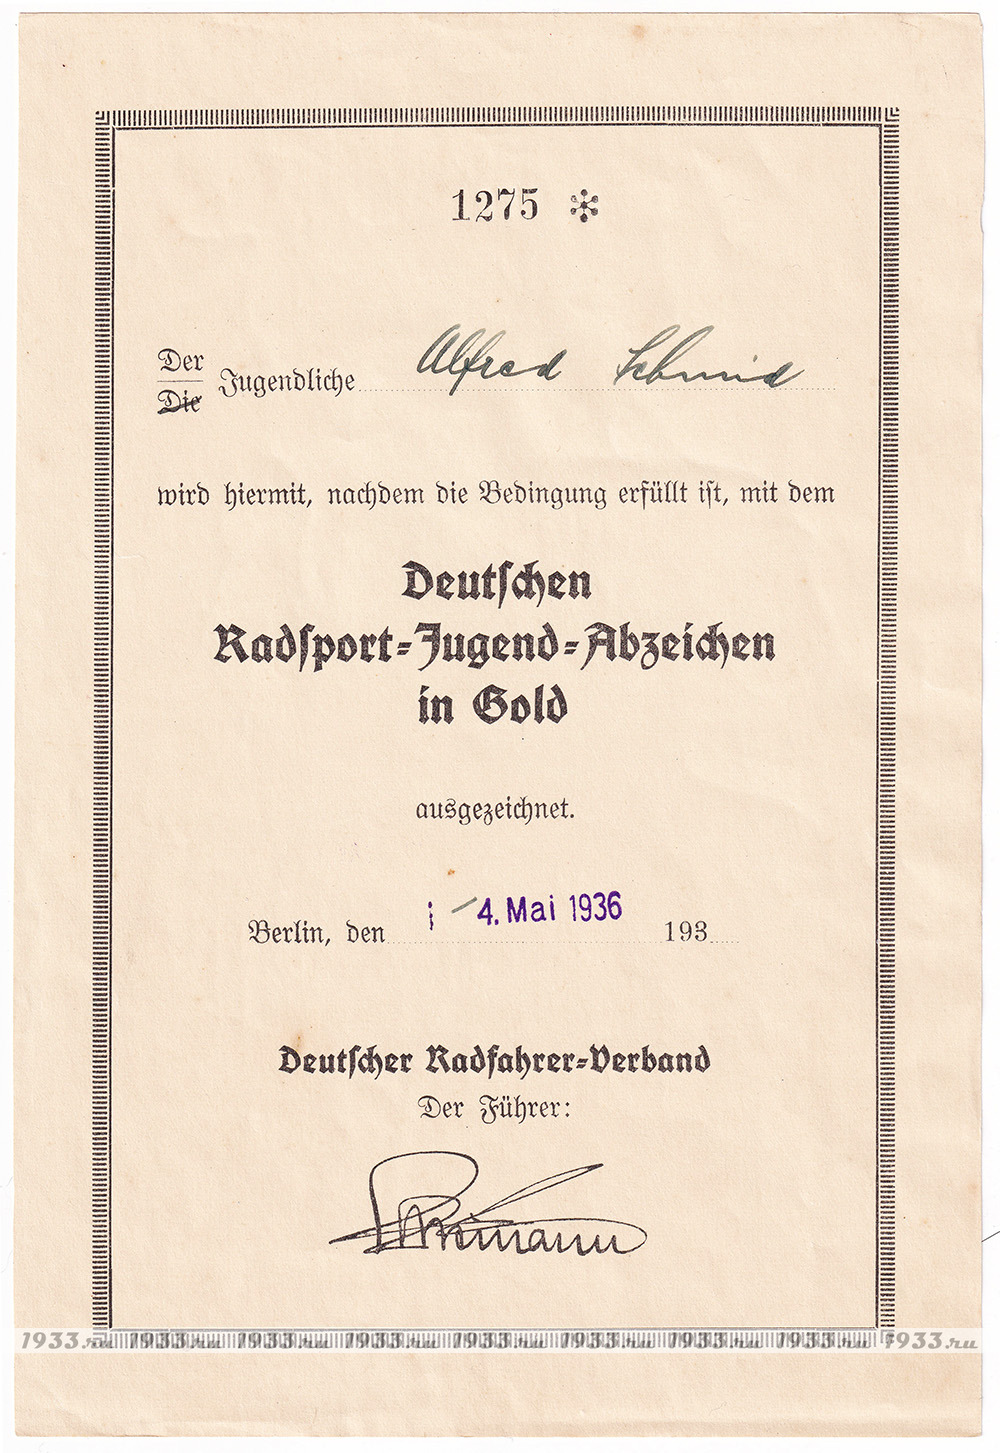 1275 *
Der
Die Jugendliche Alfred Schmid
wird hiermit, nachdem die Bedingung erfüllt ist, mit dem
Deutschen
Radsport-Jugend-Abzeichen
in Gold
ausgezeichnet.
Berlin, den - 4. Mai 1936 193
Deutscher Radfahrer-Verband
Der Führer:
1933.ru 1933.ru 1933.ru 1933.ru 1933.ru 1933.ru 1933.ru 1933.ru 1933.ru